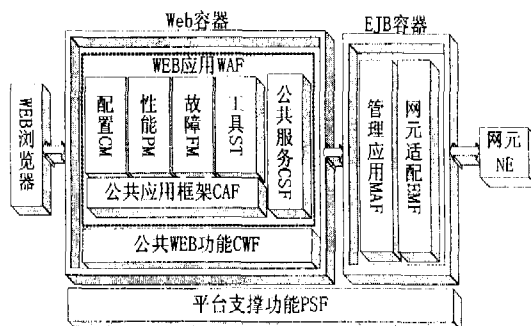 Web容器
EJB容器
WEB应用WAF
WEB浏览器
配置CM
性能PM
故障FM
工具ST
公共服务CSF
管理应用MAF
网元适配EMF
网元
NE
公共应用框架CAF
公共WEB功能CWF
平台支撑功能PSF